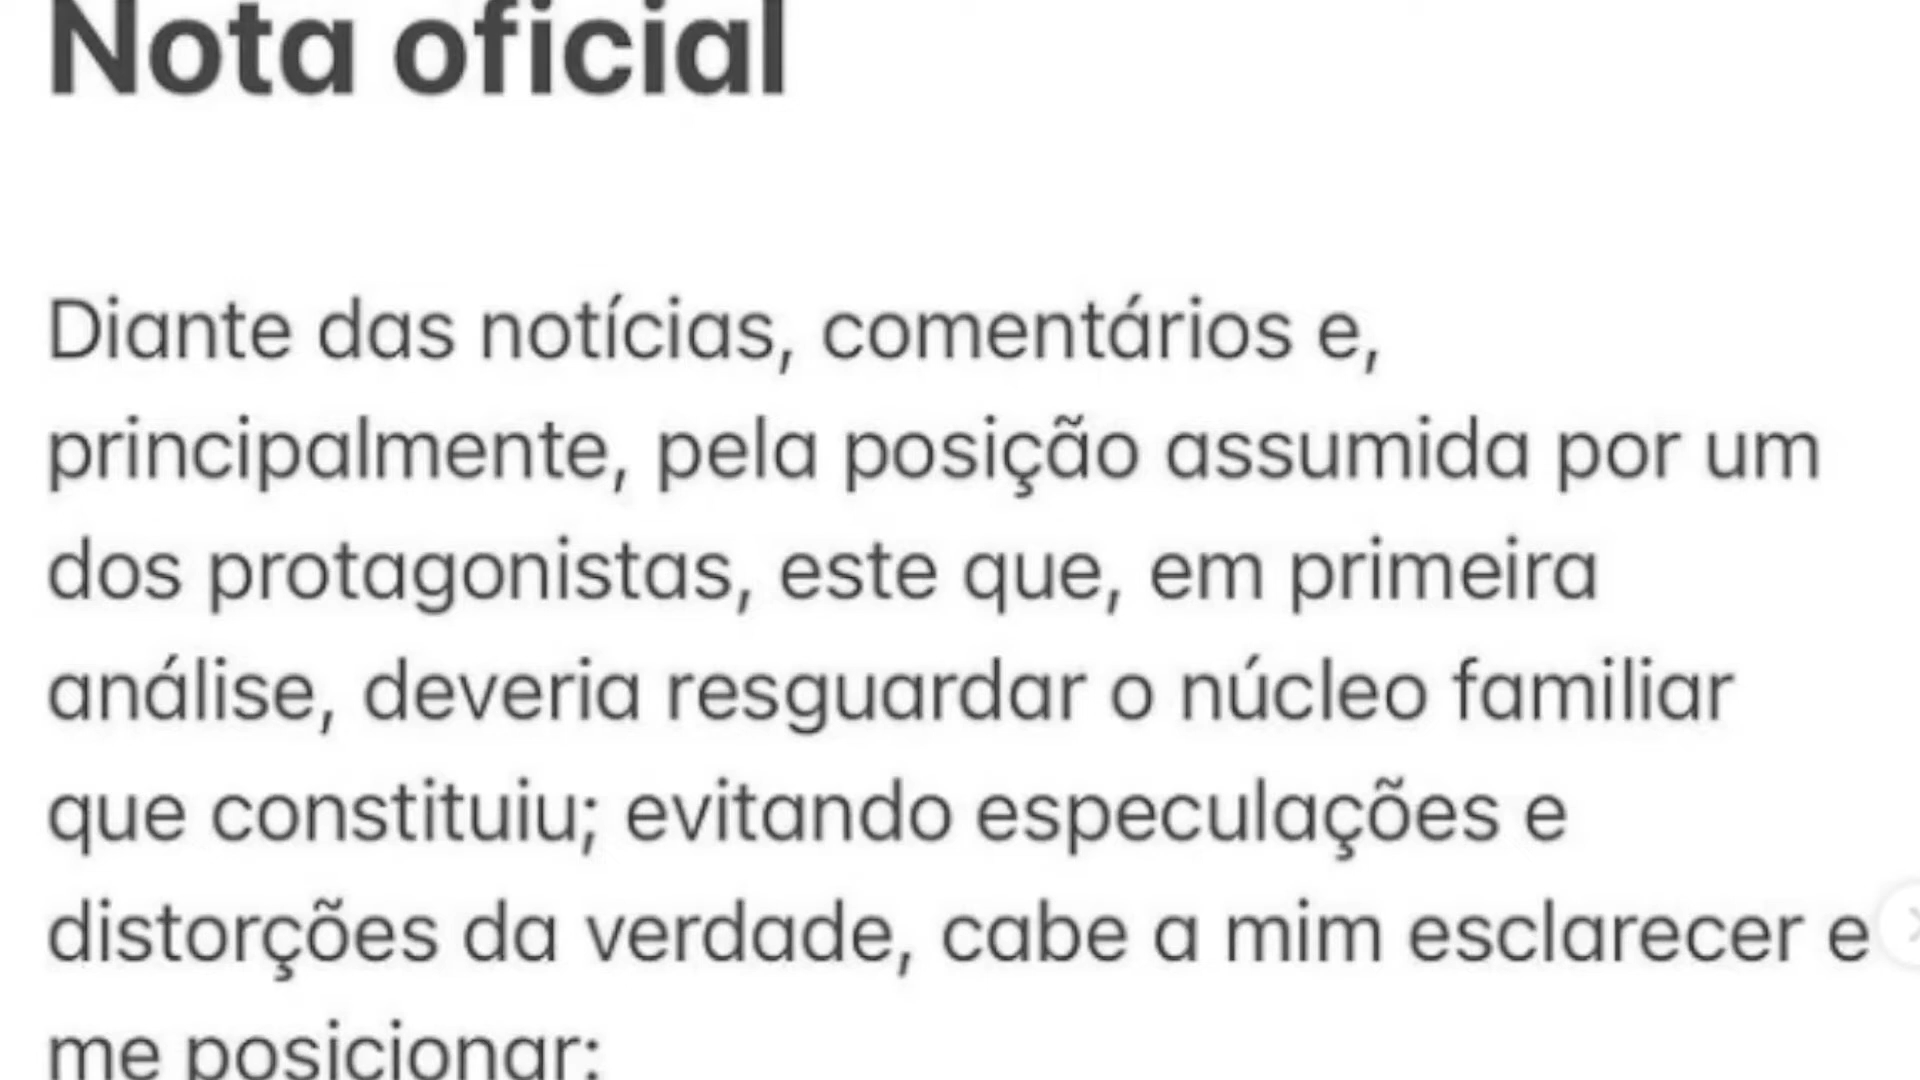 Nota oficial
Diante das notícias, comentários e,
principalmente, pela posição assumida por um
dos protagonistas, este que, em primeira
análise, deveria resguardar o núcleo familiar
que constituiu; evitando especulações e
distorções da verdade, cabe a mim esclarecer e
me posicionar: